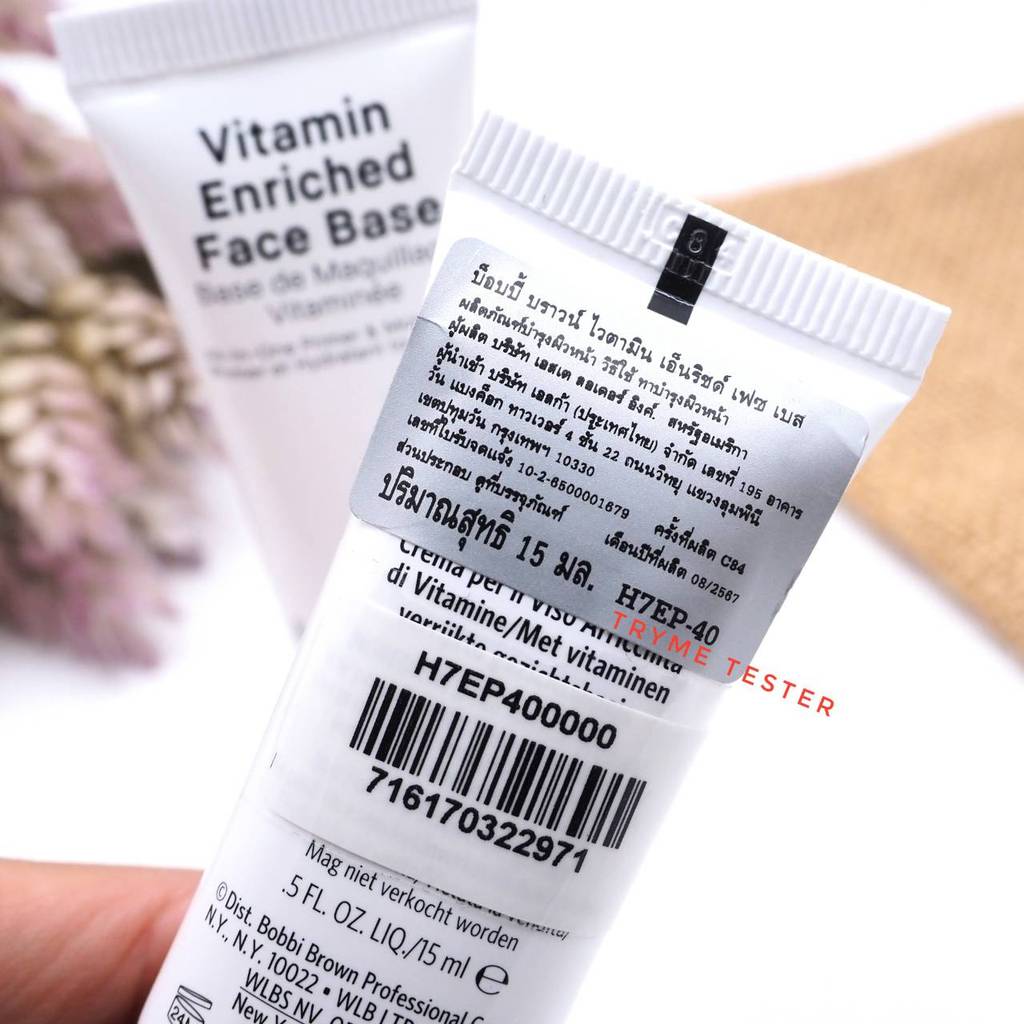 Vitamin
Enriched
Face Base
Base de Maquillage
Vitaminée
8
บ็อบบี้ บราวน์ ไวตามิน เอ็นริชด์ เฟซ เบส
ผลิตภัณฑ์บำรุงผิวหน้า วิธีใช้ ทาบำรุงผิวหน้า
ผู้ผลิต บริษัท เอสเต ลอเดอร์ อิงค์. สหรัฐอเมริกา
ผู้นำเข้า บริษัท เอลก้า (ประเทศไทย) จำกัด เลขที่ 195 อาคาร
วัน แบงค็อก ทาวเวอร์ 4 ชั้น 22 ถนนวิทยุ แขวงลุมพินี
เขตปทุมวัน กรุงเทพฯ 10330
เลขที่ใบรับจดแจ้ง 10-2-6500001679 ครั้งที่ผลิต C84
ส่วนประกอบ ดูที่บรรจุภัณฑ์ เดือนปีที่ผลิต 08/2567
ปริมาณสุทธิ 15 มล. H7EP-40
TRYME TESTER
Crema per il Viso Arricchita
di Vitamine/Met vitaminen
verrijkte
H7EP400000
716170322971
Mag niet verkocht worden
.5 FL. OZ. LIQ./15 ml e
©Dist. Bobbi Brown Professional
N.Y., N.Y. 10022 • WLB LTD
WLBS NV,
New
24M